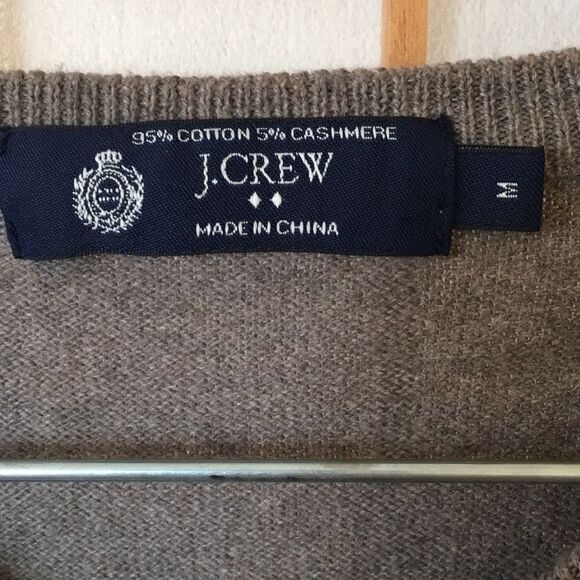 95% COTTON 5% CASHMERE
J.CREW
MADE IN CHINA
M